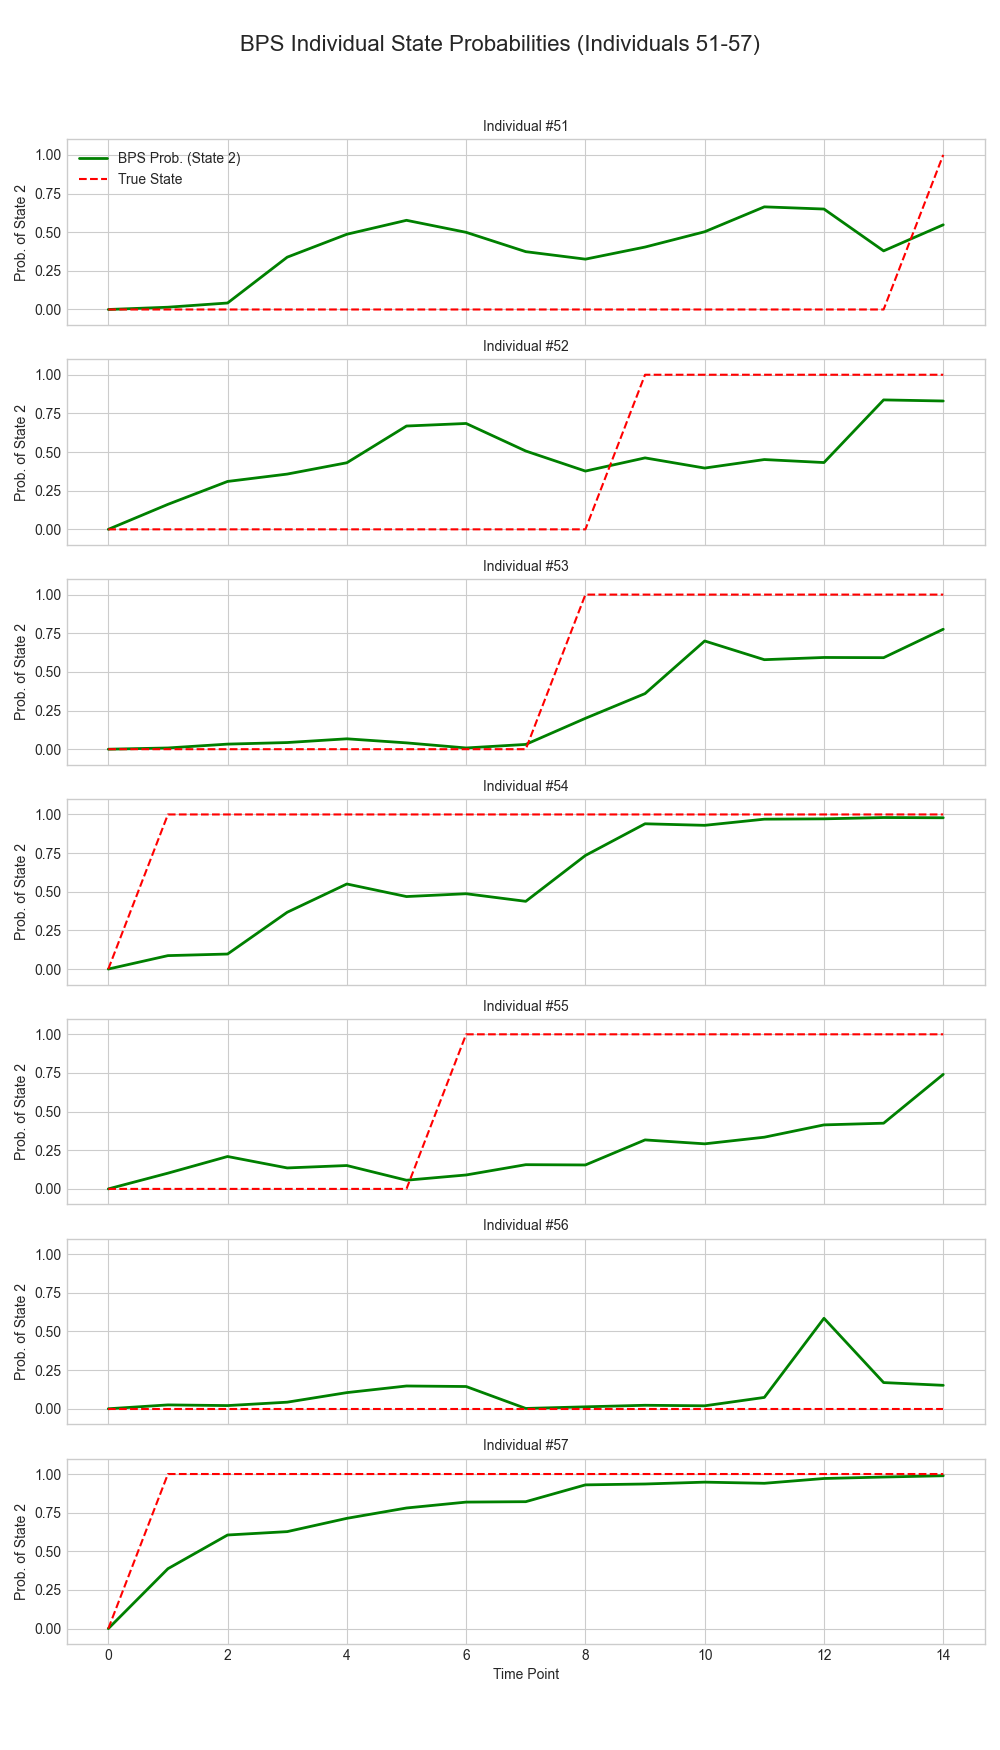 BPS Individual State Probabilities (Individuals 51-57)
Individual #51
BPS Prob. (State 2)
True State
Prob. of State 2
1.00
0.75
0.50
0.25
0.00
Individual #52
Prob. of State 2
1.00
0.75
0.50
0.25
0.00
Individual #53
Prob. of State 2
1.00
0.75
0.50
0.25
0.00
Individual #54
Prob. of State 2
1.00
0.75
0.50
0.25
0.00
Individual #55
Prob. of State 2
1.00
0.75
0.50
0.25
0.00
Individual #56
Prob. of State 2
1.00
0.75
0.50
0.25
0.00
Individual #57
Prob. of State 2
1.00
0.75
0.50
0.25
0.00
0 2 4 6 8 10 12 14
Time Point